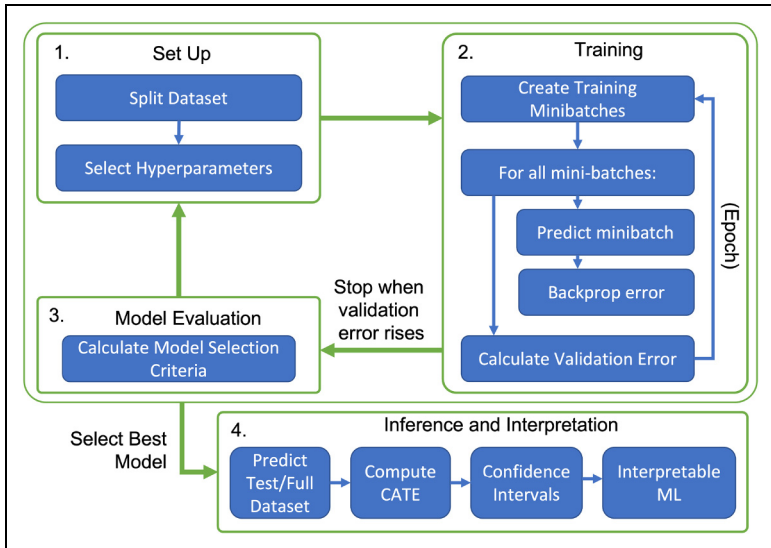 1.
Set Up
Split Dataset
Select Hyperparameters
2.
Training
Create Training
Minibatches
For all mini-batches:
Predict minibatch
Backprop error
Calculate Validation Error
(Epoch)
Stop when
validation
error rises
3.
Model Evaluation
Calculate Model Selection
Criteria
Select Best
Model
4.
Inference and Interpretation
Predict
Test/Full
Dataset
Compute
CATE
Confidence
Intervals
Interpretable
ML